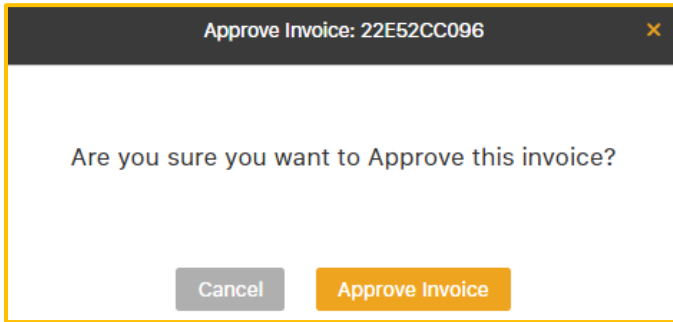 Approve Invoice: 22E52CC096 ×
Are you sure you want to Approve this invoice?
Cancel Approve Invoice